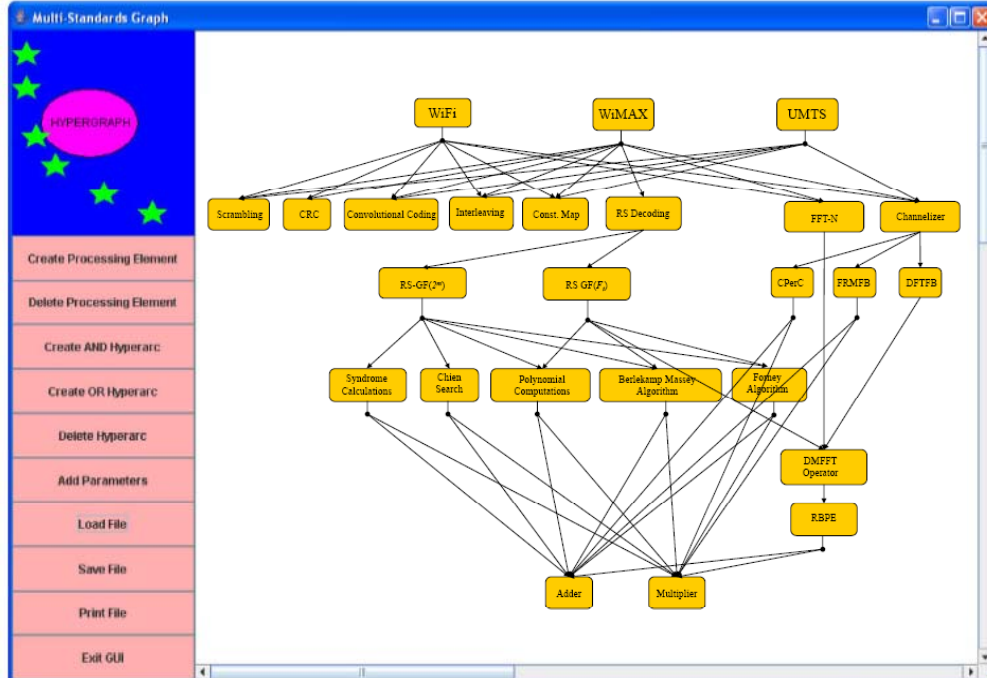 Multi-Standards Graph
HYPERGRAPH
Create Processing Element
Delete Processing Element
Create AND Hyperarc
Create OR Hyperarc
Delete Hyperarc
Add Parameters
Load File
Save File
Print File
Exit GUI
WiFi
WiMAX
UMTS
Scrambling
CRC
Convolutional Coding
Interleaving
Const. Map
RS Decoding
FFT-N
Channelizer
RS-GF(2^m)
RS GF(F_t)
CPerC
FRMFB
DFTFB
Syndrome
Calculations
Chien
Search
Polynomial
Computations
Berlekamp Massey
Algorithm
Forney
Algorithm
DMFFT
Operator
RBPE
Adder
Multiplier